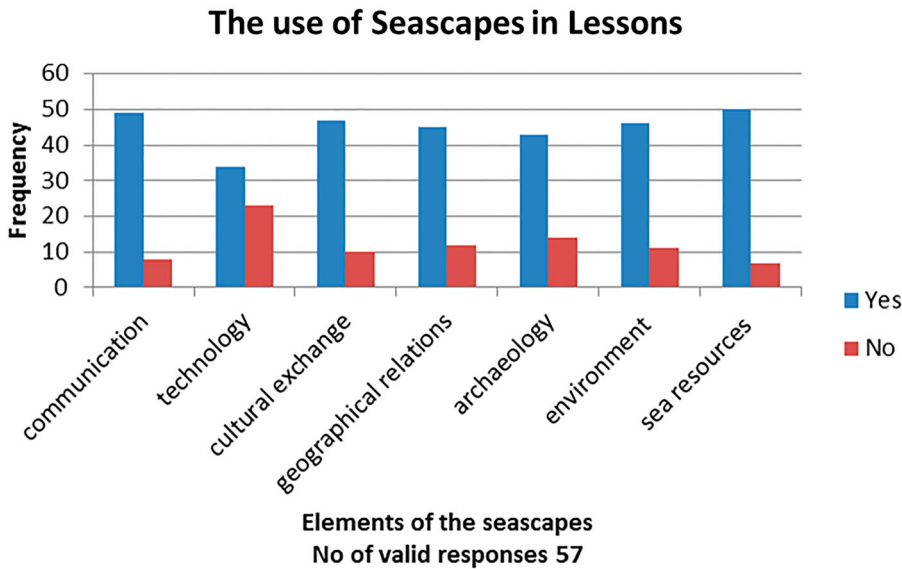 The use of Seascapes in Lessons
60
50
40
30
20
10
0
Frequency
communication
technology
cultural exchange
geographical relations
archaeology
environment
sea resources
Yes
No
Elements of the seascapes
No of valid responses 57